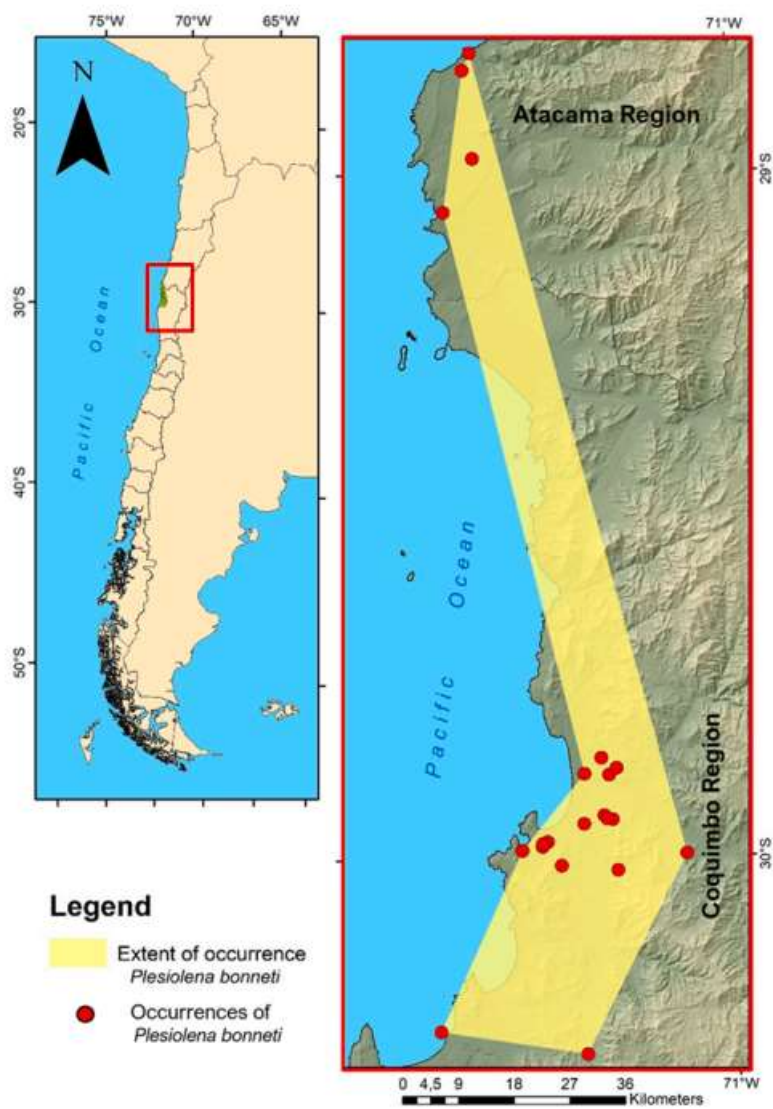 75°W 70°W 65°W
N
20°S
30°S
40°S
50°S
Pacific Ocean
71°W
Atacama Region
29°S
Pacific Ocean
Coquimbo Region
30°S
71°W
Legend
Extent of occurrence
Plesiolena bonneti
Occurrences of
Plesiolena bonneti
0 4,5 9 18 27 36
Kilometers